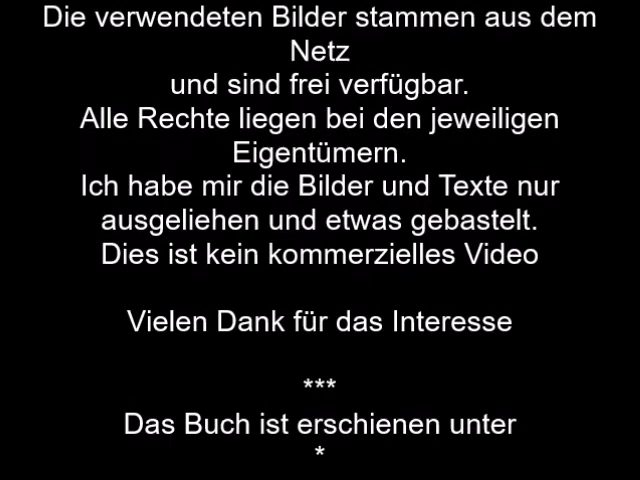 Die verwendeten Bilder stammen aus dem
Netz
und sind frei verfügbar.
Alle Rechte liegen bei den jeweiligen
Eigentümern.
Ich habe mir die Bilder und Texte nur
ausgeliehen und etwas gebastelt.
Dies ist kein kommerzielles Video
Vielen Dank für das Interesse
***
Das Buch ist erschienen unter
*